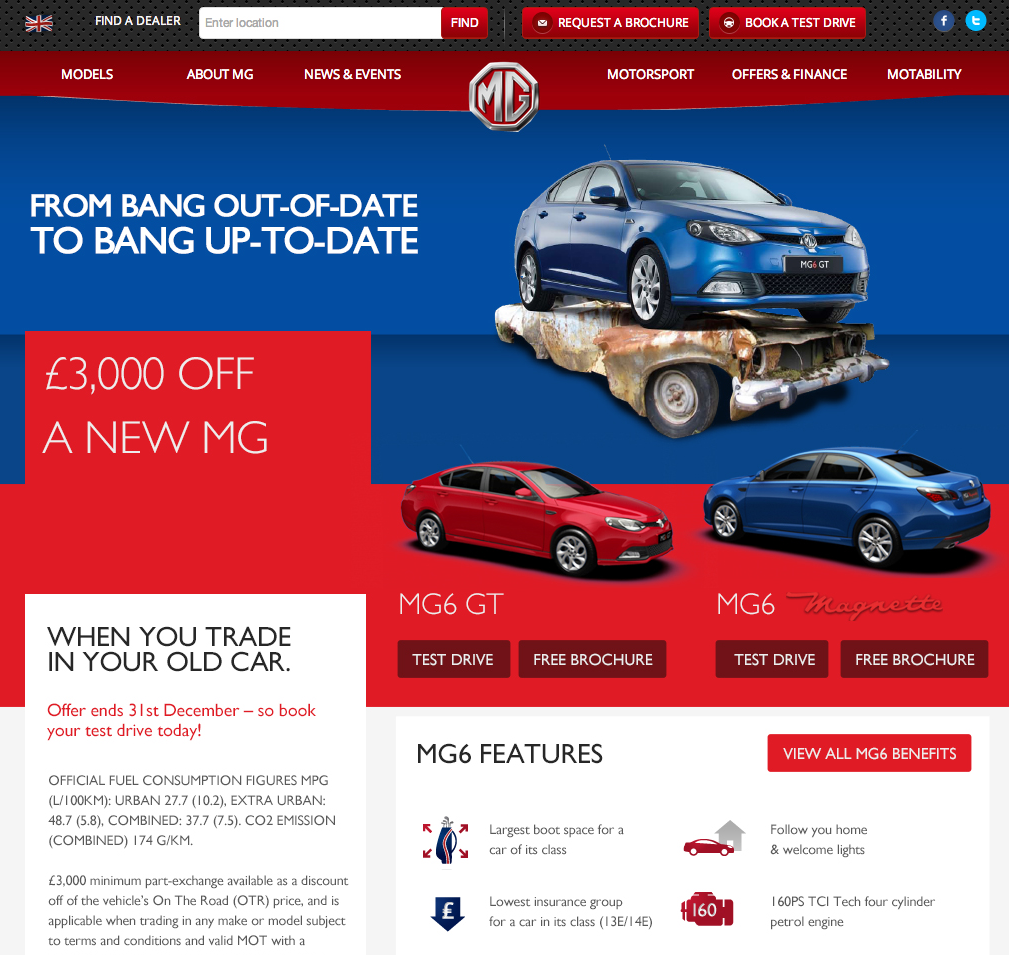 FIND A DEALER
Enter location
FIND
REQUEST A BROCHURE
BOOK A TEST DRIVE
MODELS
ABOUT MG
NEWS & EVENTS
MG
MOTORSPORT
OFFERS & FINANCE
MOTABILITY
FROM BANG OUT-OF-DATE
TO BANG UP-TO-DATE
MG6 GT
£3,000 OFF
A NEW MG
MG6 GT
TEST DRIVE
FREE BROCHURE
MG6 Magnette
TEST DRIVE
FREE BROCHURE
WHEN YOU TRADE
IN YOUR OLD CAR.
Offer ends 31st December – so book
your test drive today!
OFFICIAL FUEL CONSUMPTION FIGURES MPG
(L/100KM): URBAN 27.7 (10.2), EXTRA URBAN:
48.7 (5.8), COMBINED: 37.7 (7.5). CO2 EMISSION
(COMBINED) 174 G/KM.
£3,000 minimum part-exchange available as a discount
off of the vehicle's On The Road (OTR) price, and is
applicable when trading in any make or model subject
to terms and conditions and valid MOT with a
MG6 FEATURES
VIEW ALL MG6 BENEFITS
Largest boot space for a
car of its class
Follow you home
& welcome lights
£
Lowest insurance group
for a car in its class (13E/14E)
160
160PS TCI Tech four cylinder
petrol engine